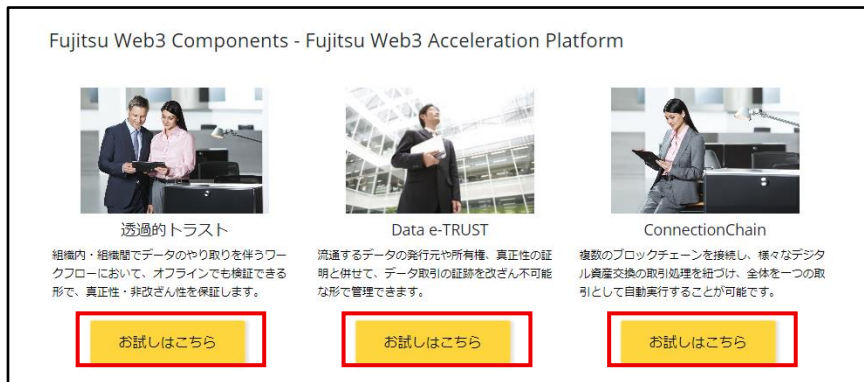 Fujitsu Web3 Components - Fujitsu Web3 Acceleration Platform
透過的トラスト
組織内・組織間でデータのやり取りを伴うワー
クフローにおいて、オフラインでも検証できる
形で、真正性・非改ざん性を保証します。
お試しはこちら
Data e-TRUST
流通するデータの発行元や所有権、真正性の証
明と併せて、データ取引の証跡を改ざん不可能
な形で管理できます。
お試しはこちら
ConnectionChain
複数のブロックチェーンを接続し、様々なデジタ
ル資産交換の取引処理を紐づけ、全体を一つの取
引として自動実行することが可能です。
お試しはこちら